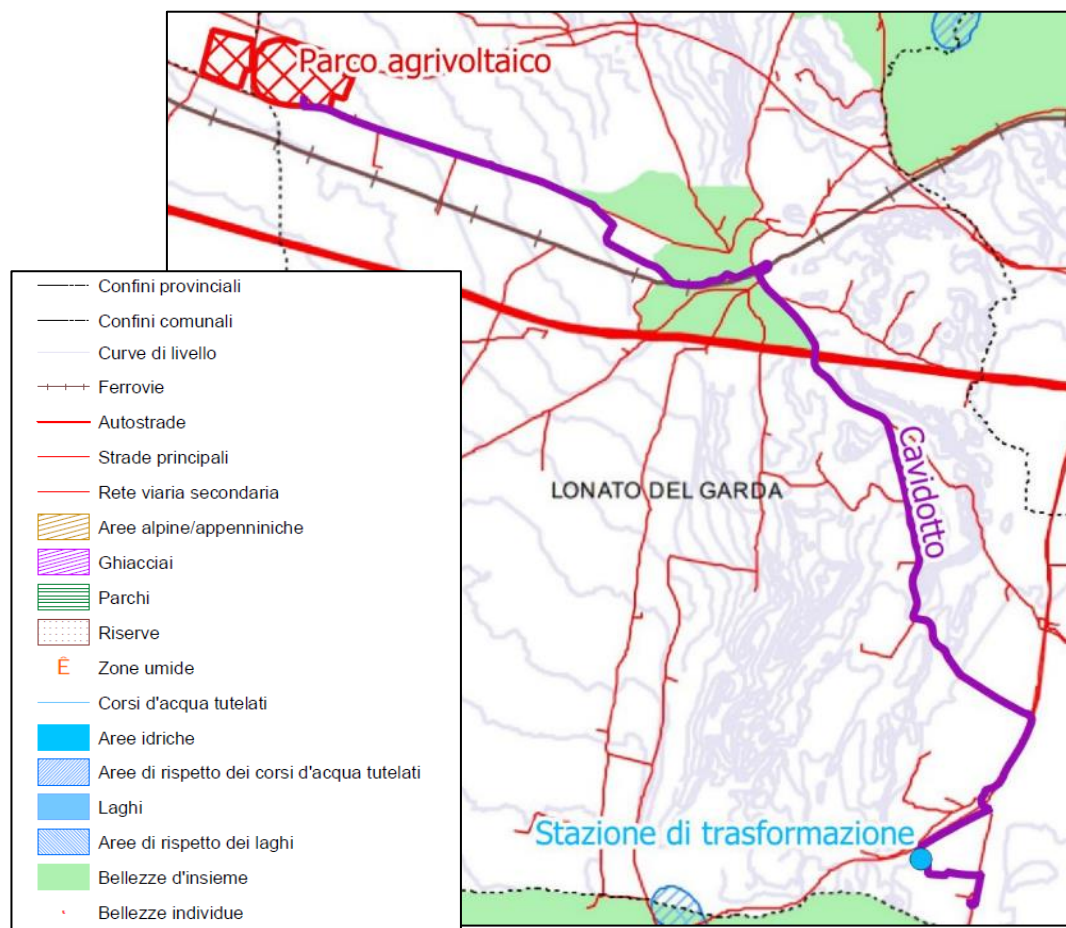 Parco agrivoltaico
LONATO DEL GARDA
Cavidotto
Stazione di trasformazione
Confini provinciali
Confini comunali
Curve di livello
Ferrovie
Autostrade
Strade principali
Rete viaria secondaria
Aree alpine/appenniniche
Ghiacciai
Parchi
Riserve
Ê Zone umide
Corsi d'acqua tutelati
Aree idriche
Aree di rispetto dei corsi d'acqua tutelati
Laghi
Aree di rispetto dei laghi
Bellezze d'insieme
Bellezze individue